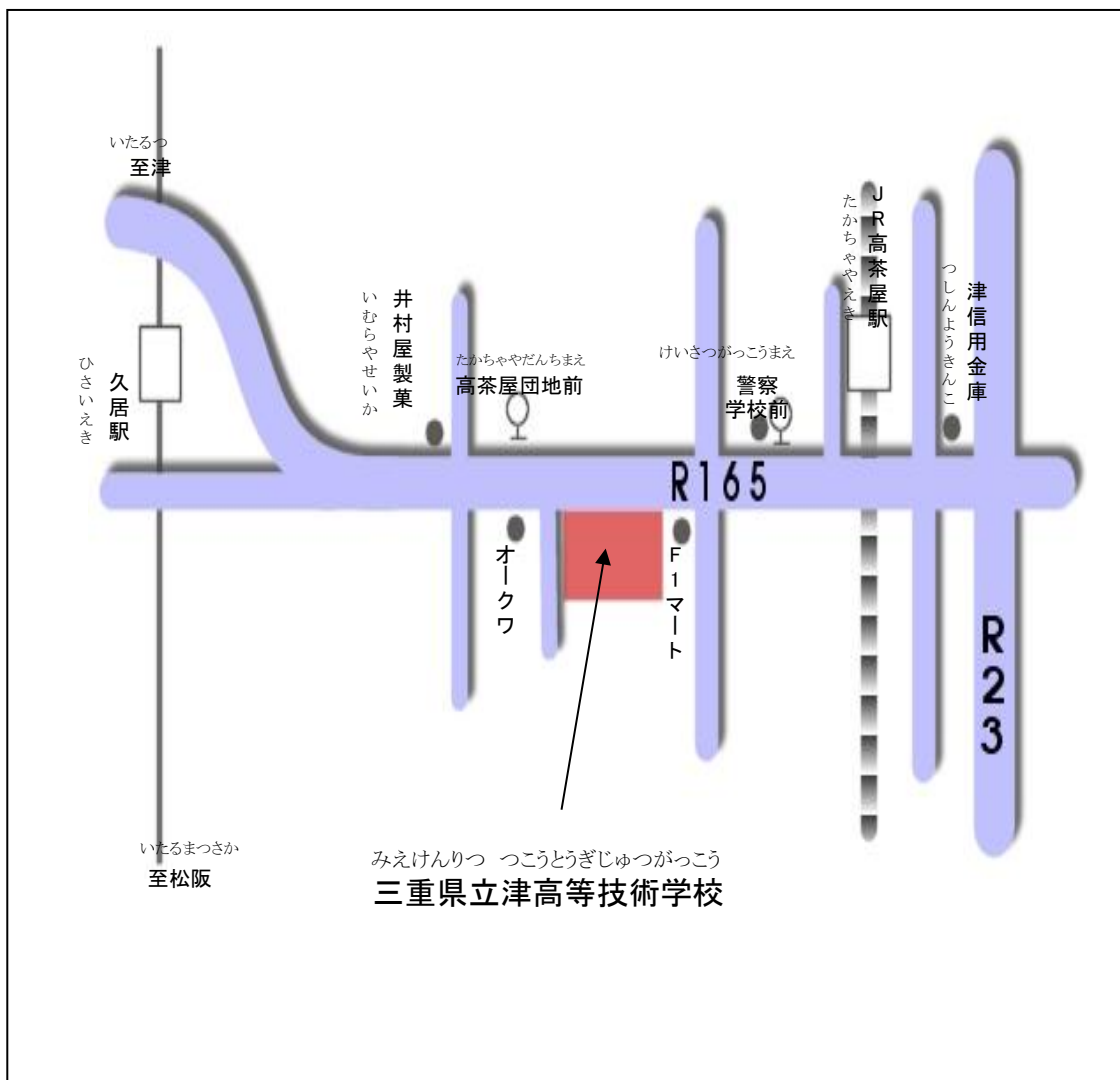 いたるつ
至津
ひさいえき
久居駅
いむらやせいか
井村屋製菓
たかちゃやだんちまえ
高茶屋団地前
けいさつがっこうまえ
警察
学校前
たかちゃやえき
JR高茶屋駅
つしんようきんこ
津信用金庫
R165
オークワ
F1マート
R23
いたるまつさか
至松阪
みえけんりつ つこうとうぎじゅつがっこう
三重県立津高等技術学校